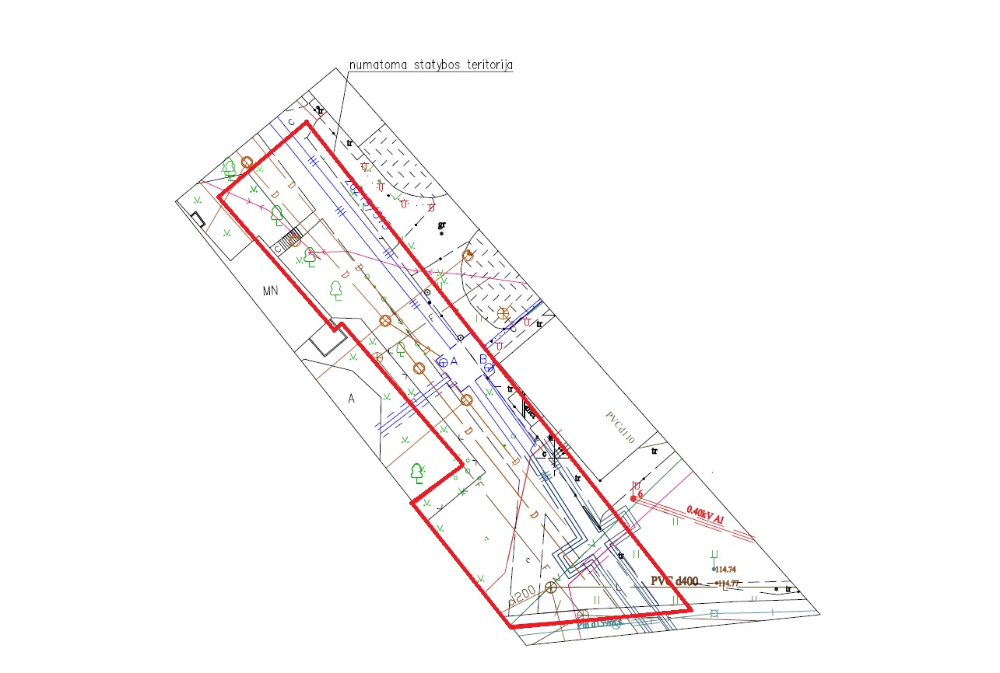 numatoma statybos teritorija
C
tr
tr
D
D
gr
C
MN
D
D
F
tr
A
B
A
tr
PVCd110
D
c
tr
D
tr
6
0.40kV Al
F
D
c
tr
F
114.74
PVC d400
114.77
L
L
tr
d200